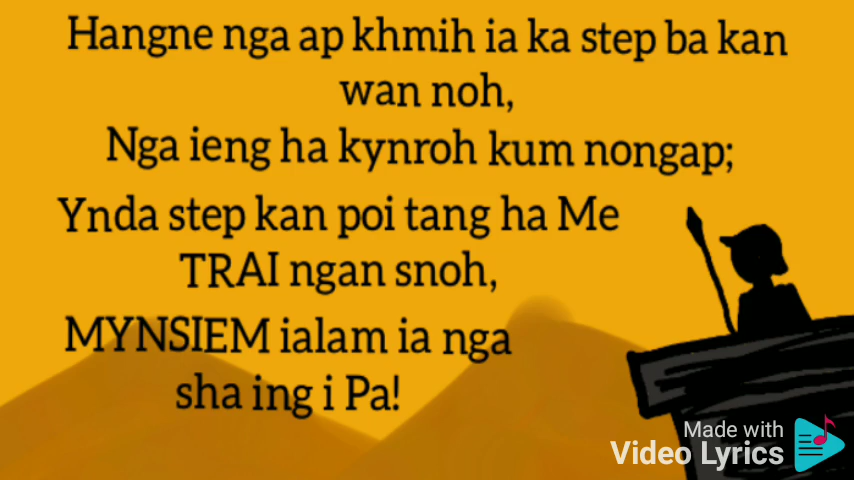 Hangne nga ap khmih ia ka step ba kan
wan noh,
Nga ieng ha kynroh kum nongap;
Ynda step kan poi tang ha Me
TRAI ngan snoh,
MYNSIEM ialam ia nga
sha ing i Pa!
Made with
Video Lyrics